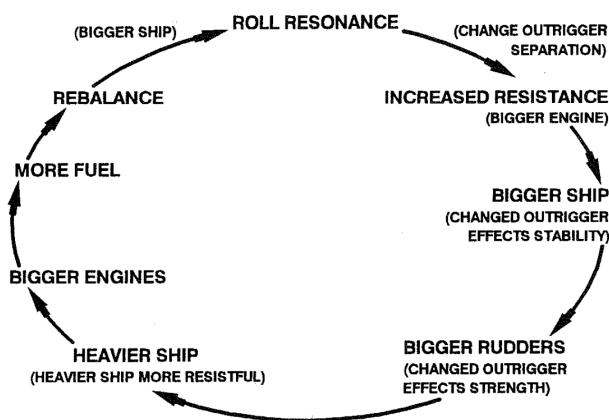 ROLL RESONANCE
(CHANGE OUTRIGGER
SEPARATION)
INCREASED RESISTANCE
(BIGGER ENGINE)
BIGGER SHIP
(CHANGED OUTRIGGER
EFFECTS STABILITY)
BIGGER RUDDERS
(CHANGED OUTRIGGER
EFFECTS STRENGTH)
HEAVIER SHIP
(HEAVIER SHIP MORE RESISTFUL)
BIGGER ENGINES
MORE FUEL
REBALANCE
(BIGGER SHIP)